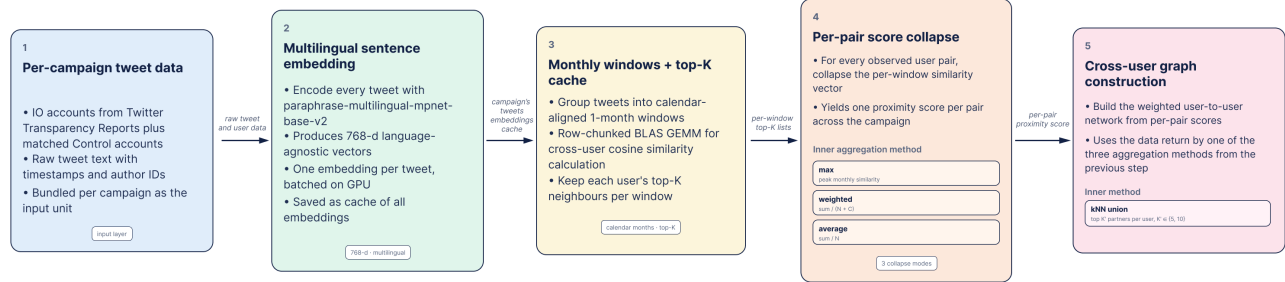 1
Per-campaign tweet data
• IO accounts from Twitter
Transparency Reports plus
matched Control accounts
• Raw tweet text with
timestamps and author IDs
• Bundled per campaign as the
input unit
input layer
raw tweet
and user data
2
Multilingual sentence
embedding
• Encode every tweet with
paraphrase-multilingual-mpnet-
base-v2
• Produces 768-d language-
agnostic vectors
• One embedding per tweet,
batched on GPU
• Saved as cache of all
embeddings
768-d · multilingual
campaign's
tweets
embeddings
cache
3
Monthly windows + top-K
cache
• Group tweets into calendar-
aligned 1-month windows
• Row-chunked BLAS GEMM for
cross-user cosine similarity
calculation
• Keep each user's top-K
neighbours per window
calendar months · top-K
per-window
top-K lists
4
Per-pair score collapse
• For every observed user pair,
collapse the per-window similarity
vector
• Yields one proximity score per pair
across the campaign
Inner aggregation method
max
peak monthly similarity
weighted
sum / (N + C)
average
sum / N
3 collapse modes
per-pair
proximity score
5
Cross-user graph
construction
• Build the weighted user-to-user
network from per-pair scores
• Uses the data return by one of the
three aggregation methods from the
previous step
Inner method
kNN union
top K' partners per user, K' ∈ {5, 10}